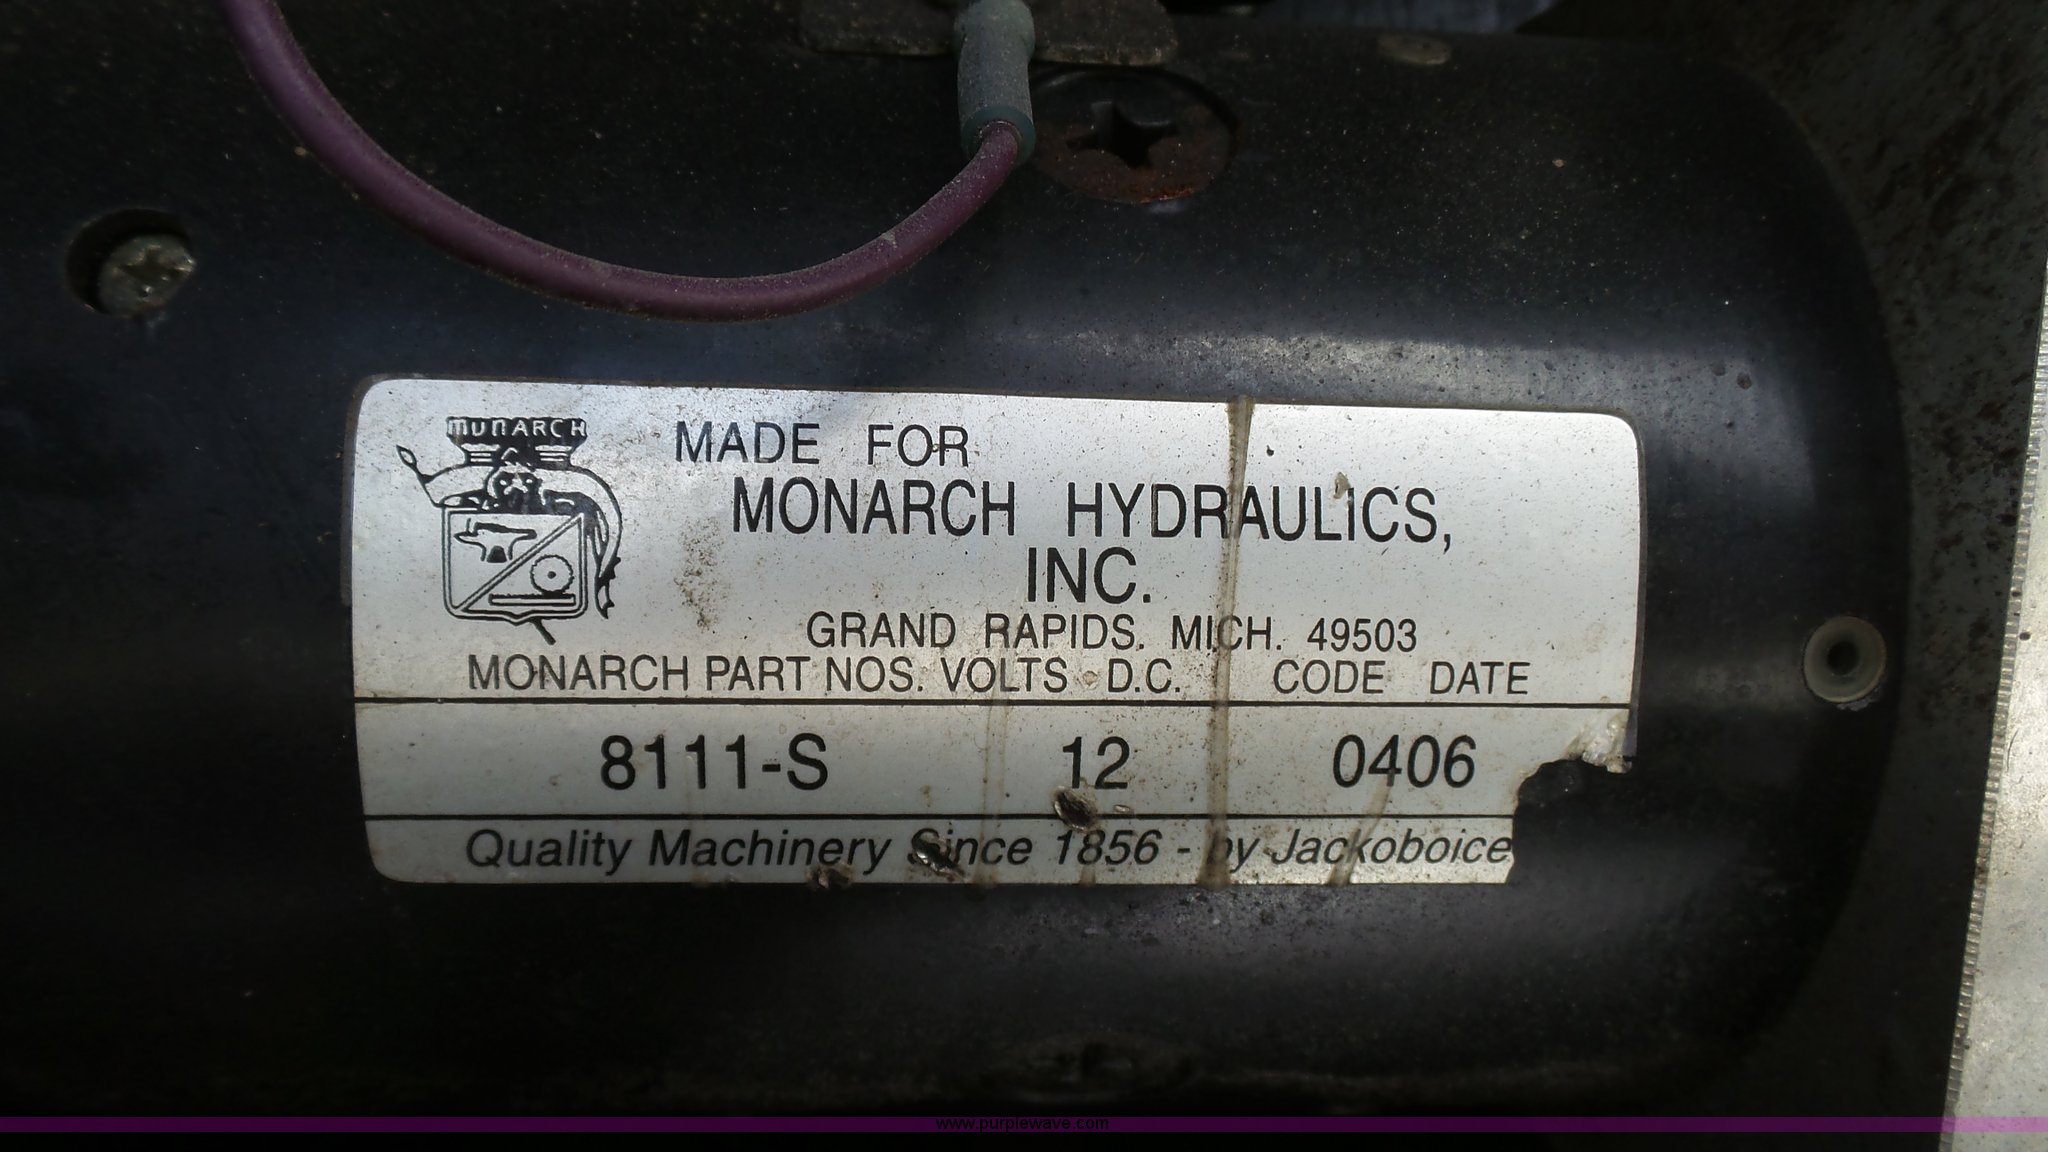 MONARCH
MADE FOR
MONARCH HYDRAULICS,
INC.
GRAND RAPIDS. MICH. 49503
MONARCH PART NOS. VOLTS D.C. CODE DATE
8111-S 12 0406
Quality Machinery Since 1856 - by Jackoboice
www.purplewave.com